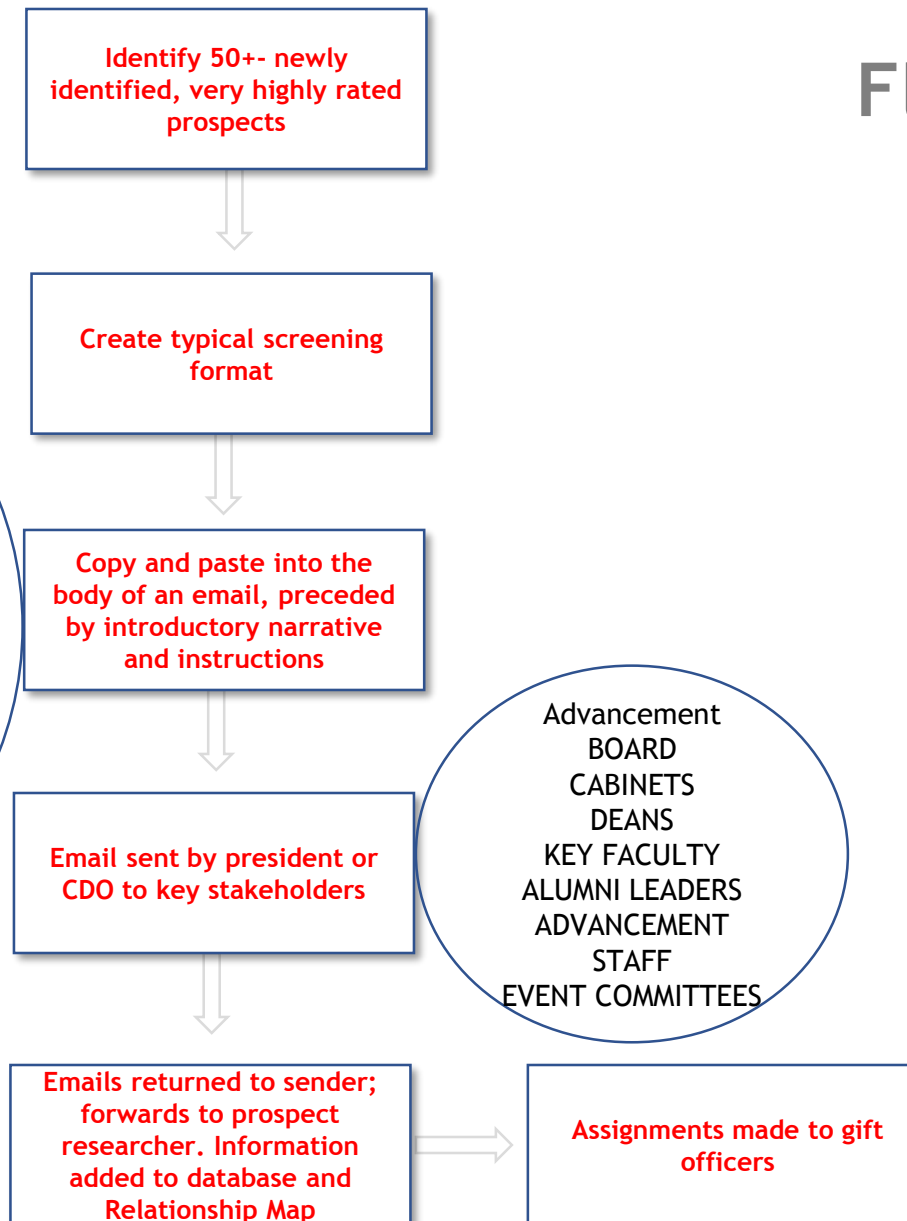 Identify 50+- newly
identified, very highly rated
prospects
Create typical screening
format
Copy and paste into the
body of an email, preceded
by introductory narrative
and instructions
Email sent by president or
CDO to key stakeholders
Advancement
BOARD
CABINETS
DEANS
KEY FACULTY
ALUMNI LEADERS
ADVANCEMENT
STAFF
EVENT COMMITTEES
Emails returned to sender;
forwards to prospect
researcher. Information
added to database and
Relationship Map
Assignments made to gift
officers